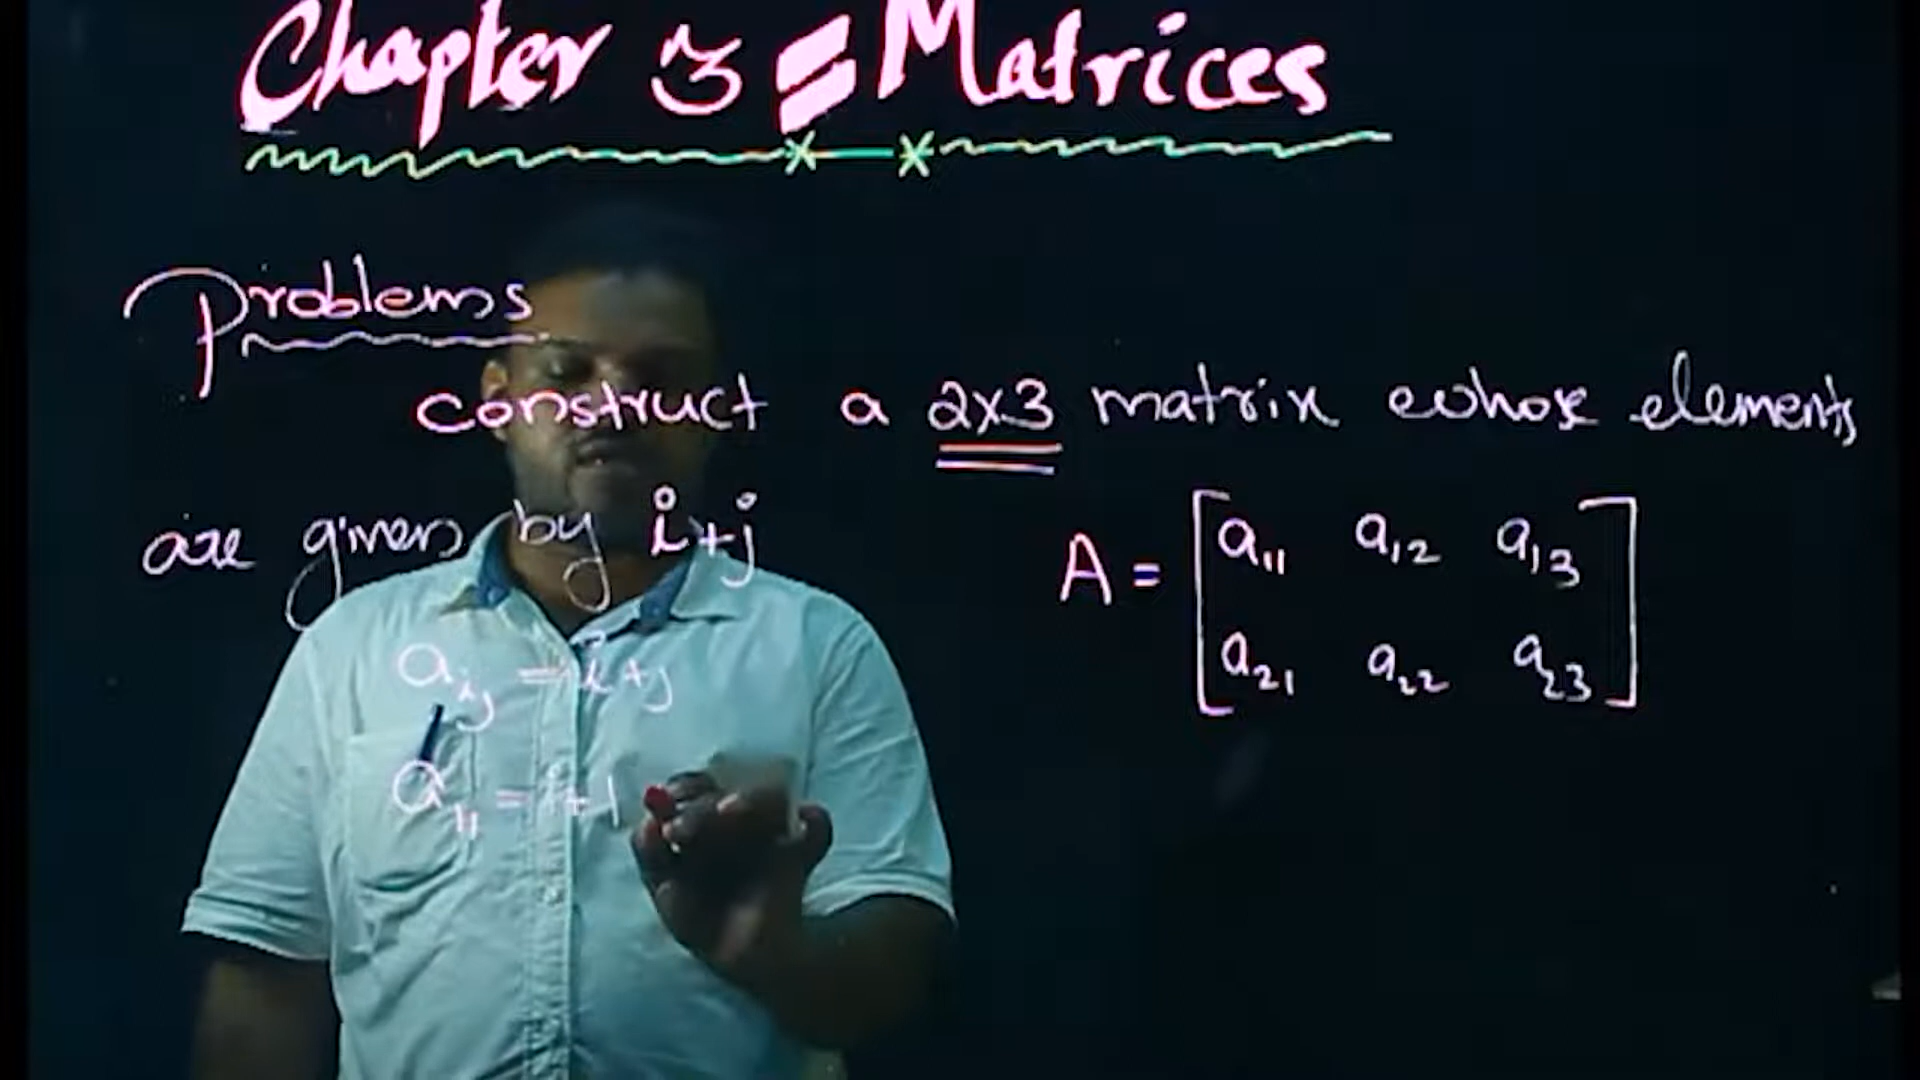 Chapter 3 = Matrices
Problems
construct a 2x3 matrix whose elements
are given by i+j
A = [a11 a12 a13
a21 a22 a23]
aij = i+j
a11 = 1+1